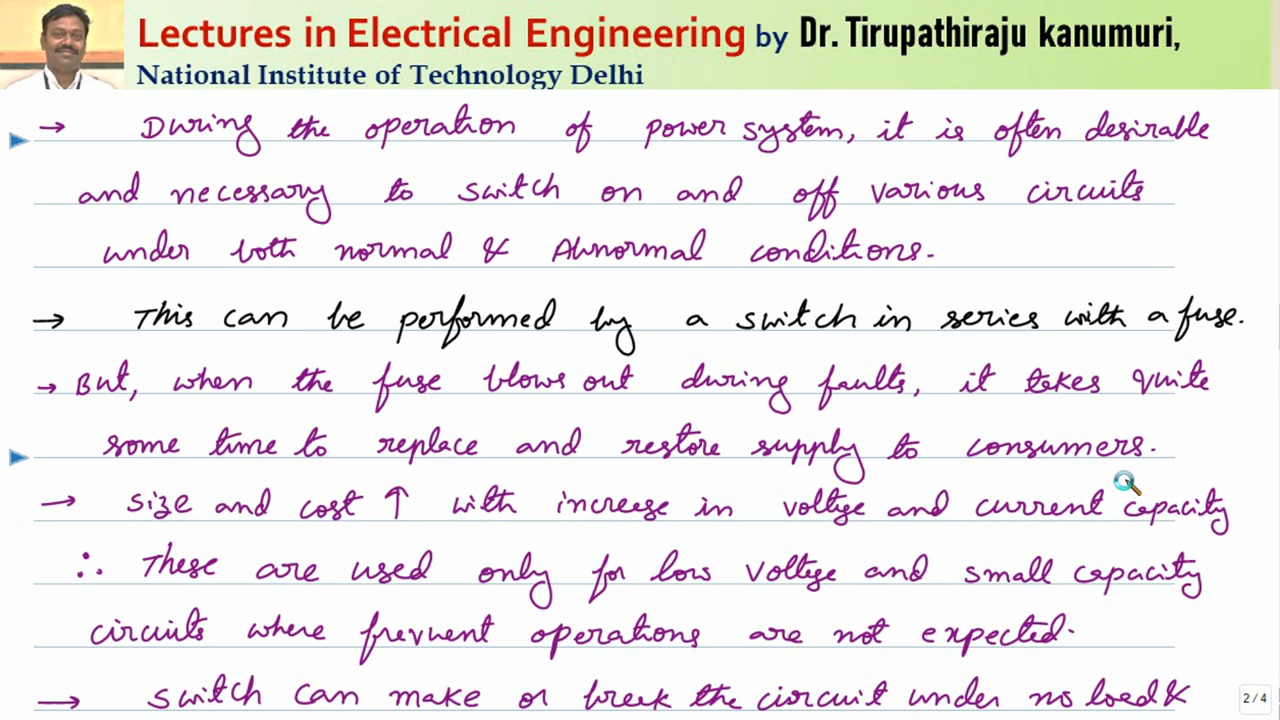 Lectures in Electrical Engineering by Dr. Tirupathiraju kanumuri,
National Institute of Technology Delhi
→ During the operation of power system, it is often desirable
and necessary to switch on and off various circuits
under both normal & Abnormal conditions.
→ This can be performed by a switch in series with a fuse.
→ But, when the fuse blows out during faults, it takes quite
some time to replace and restore supply to consumers.
→ size and cost ↑ with increase in voltage and current capacity
∴ These are used only for low voltage and small capacity
circuits where frequent operations are not expected.
→ switch can make or break the circuit under no load &
2/4